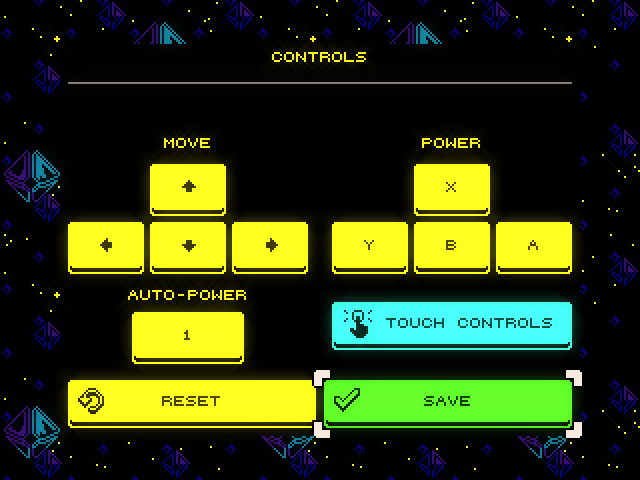 CONTROLS
MOVE
POWER
X
Y B A
AUTO-POWER
1
TOUCH CONTROLS
RESET
SAVE